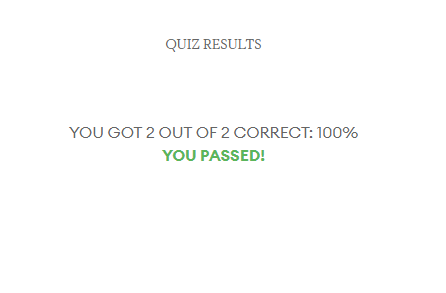 QUIZ RESULTS
YOU GOT 2 OUT OF 2 CORRECT: 100%
YOU PASSED!